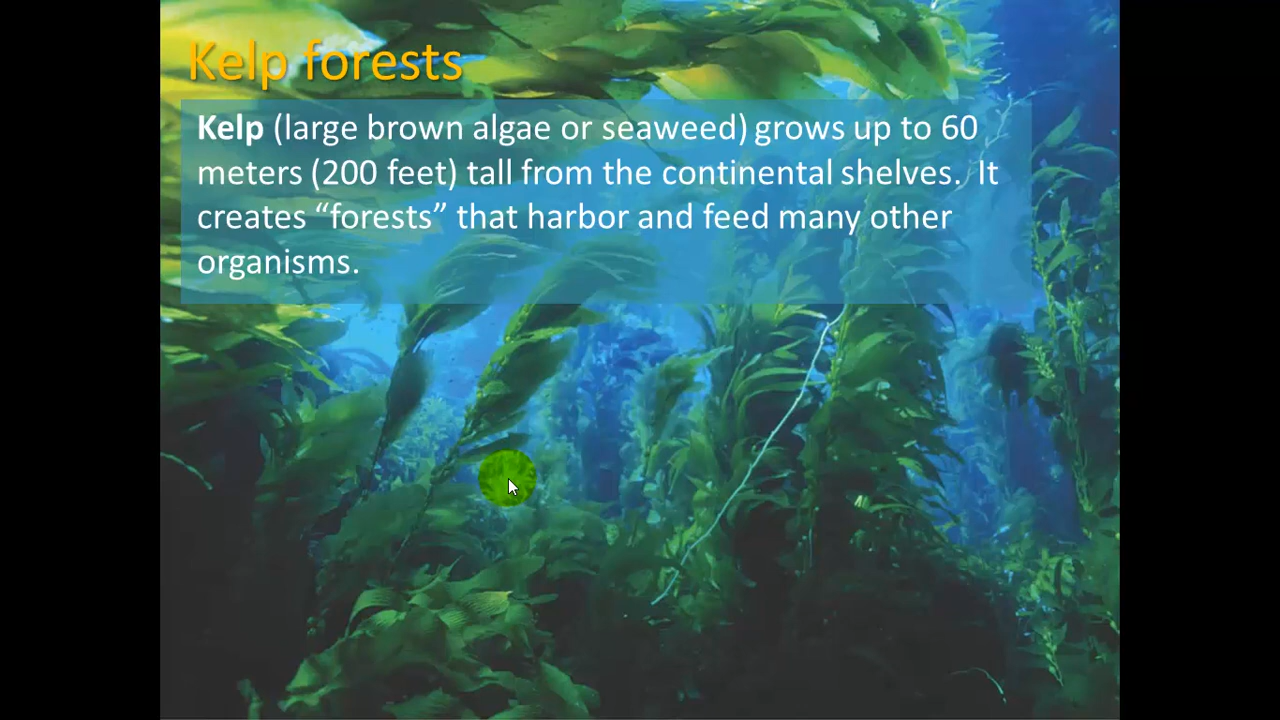 Kelp forests
Kelp (large brown algae or seaweed) grows up to 60
meters (200 feet) tall from the continental shelves.  It
creates “forests” that harbor and feed many other
organisms.